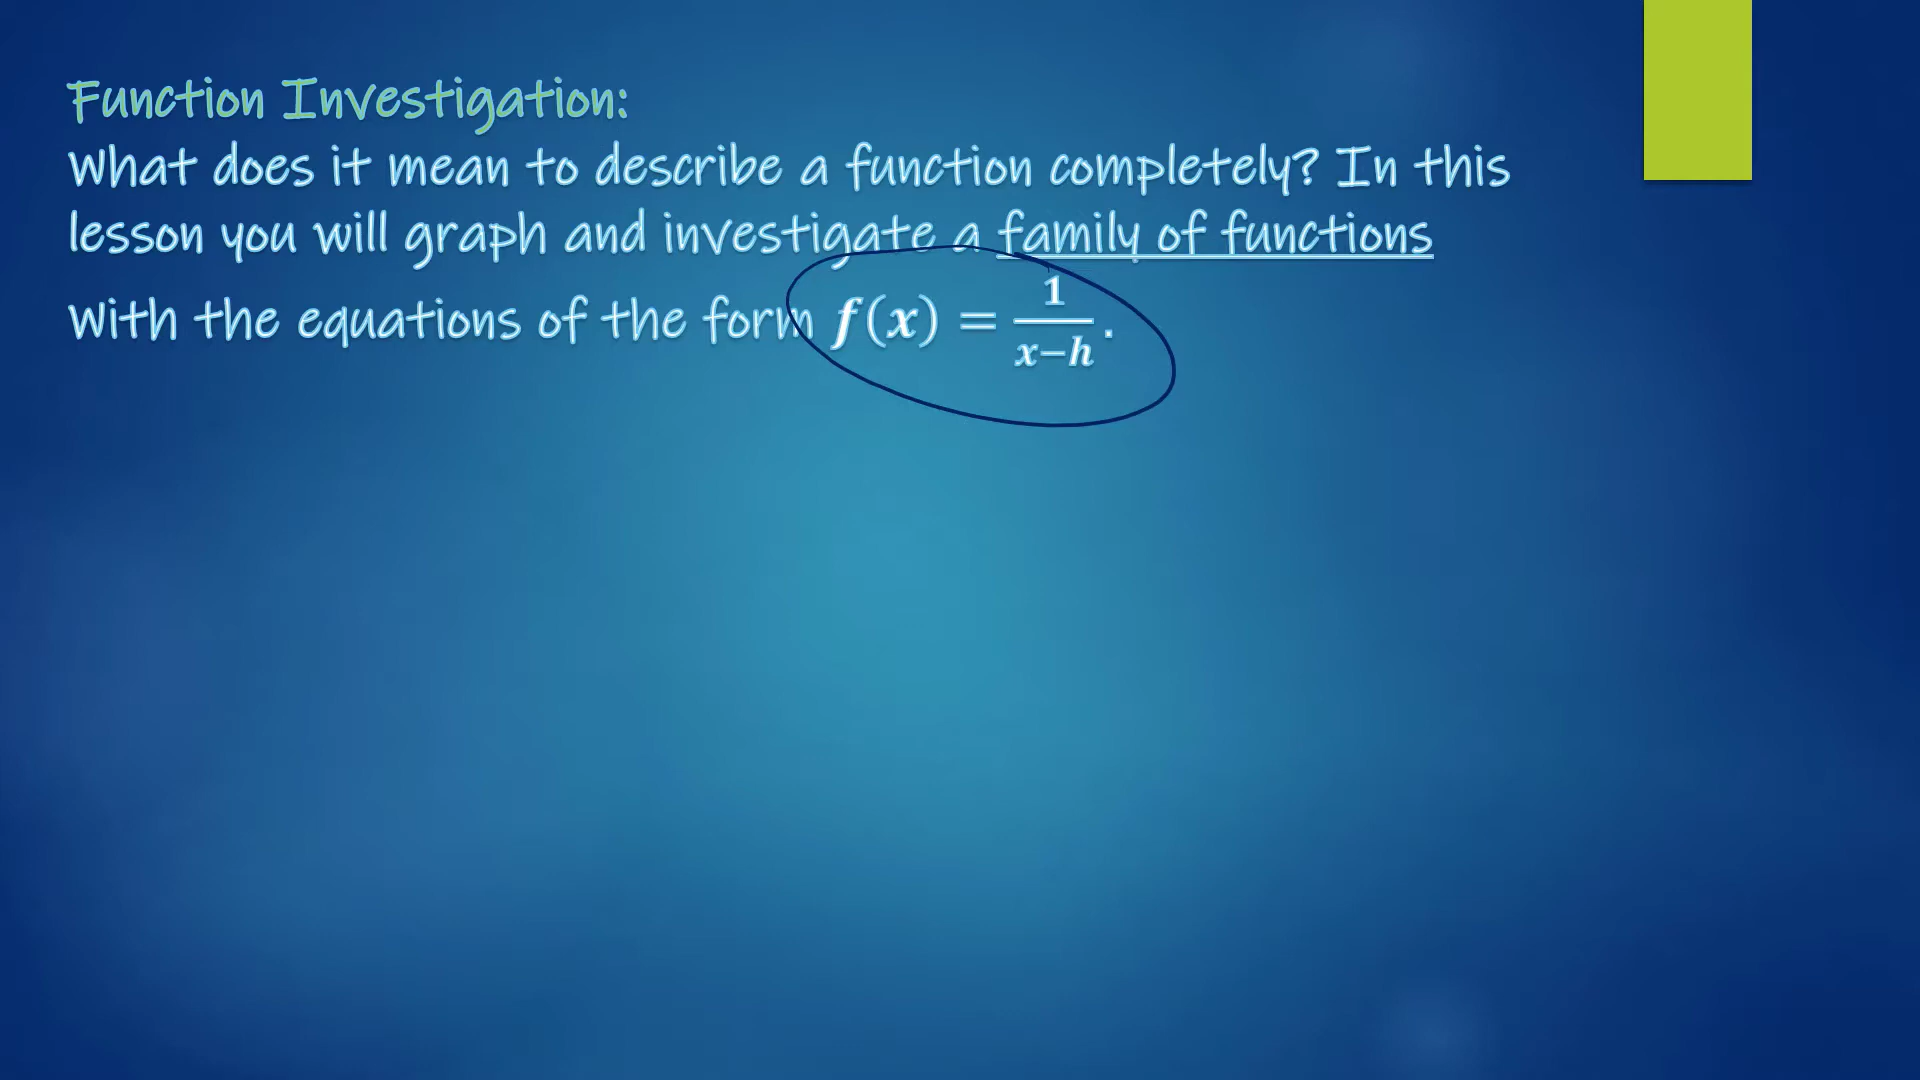 Function Investigation:
What does it mean to describe a function completely? In this
lesson you will graph and investigate a family of functions
With the equations of the form f(x) = 1/(x−h).